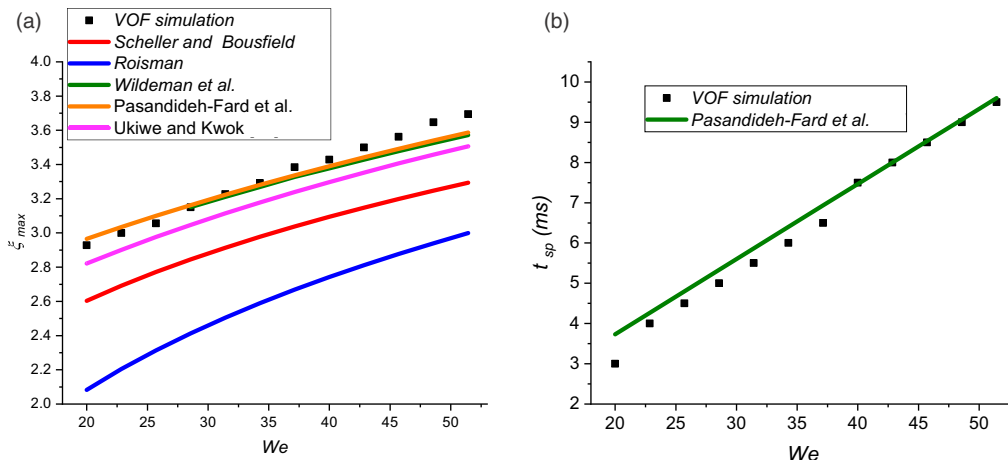 (a)
VOF simulation
Scheller and Bousfield
Roisman
Wildeman et al.
Pasandideh-Fard et al.
Ukiwe and Kwok
4.0
3.8
3.6
3.4
3.2
3.0
2.8
2.6
2.4
2.2
2.0
ξ max
20 25 30 35 40 45 50
We
(b)
VOF simulation
Pasandideh-Fard et al.
10
9
8
7
6
5
4
3
2
t sp (ms)
20 25 30 35 40 45 50
We